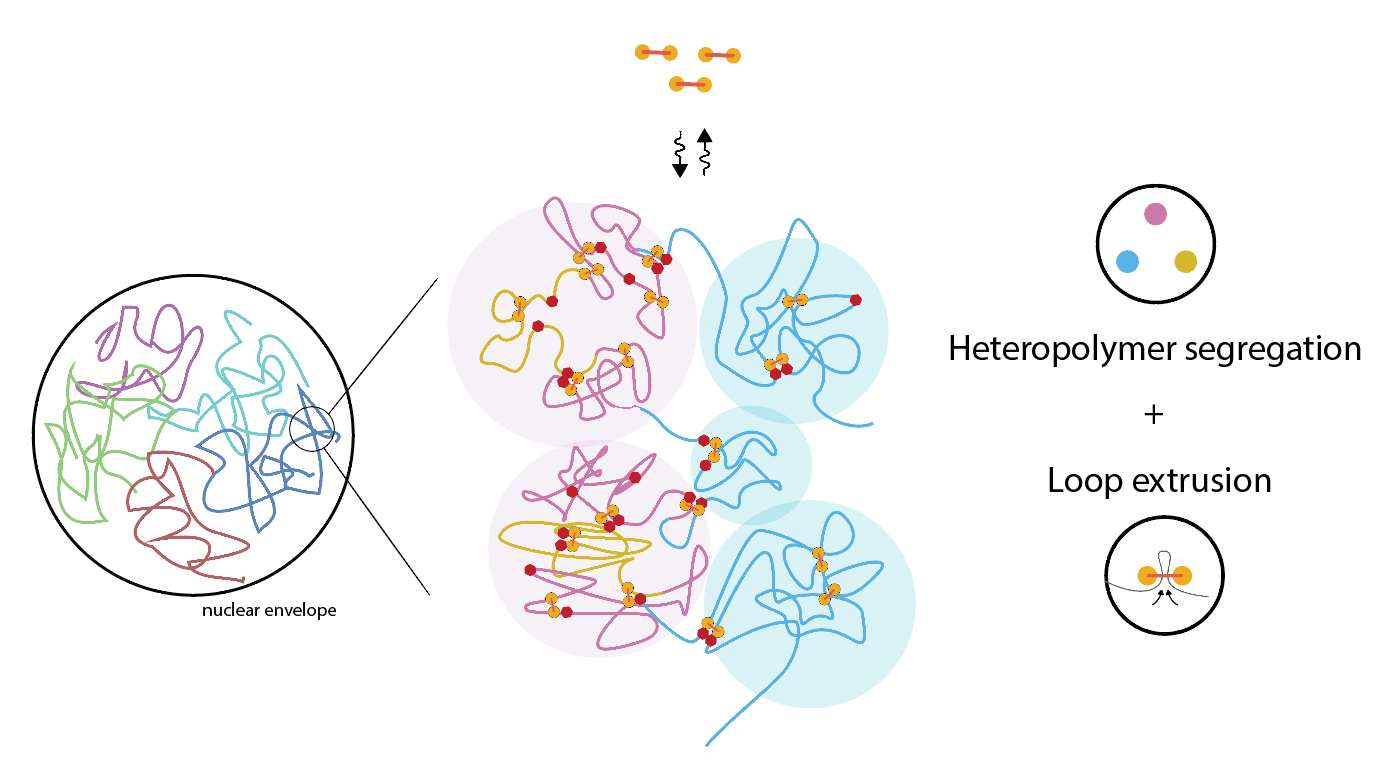 nuclear envelope
Heteropolymer segregation
+
Loop extrusion